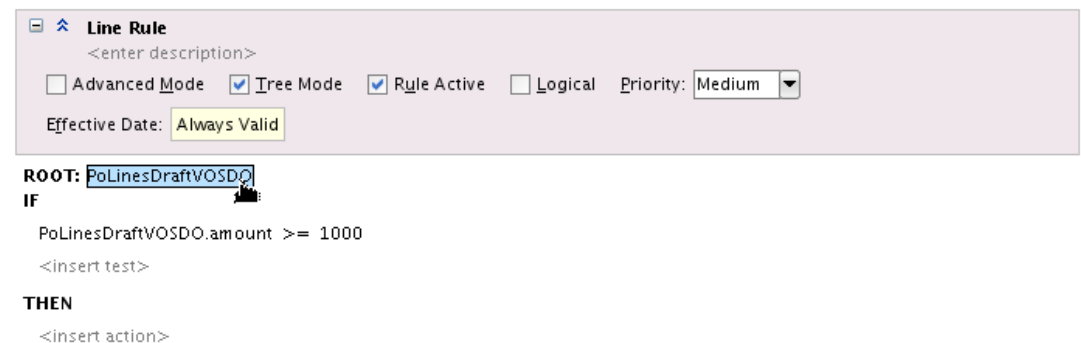 Line Rule
<enter description>
Advanced Mode Tree Mode Rule Active Logical Priority: Medium
Effective Date: Always Valid
ROOT: PoLinesDraftVOSDO
IF
PoLinesDraftVOSDO.amount >= 1000
<insert test>
THEN
<insert action>